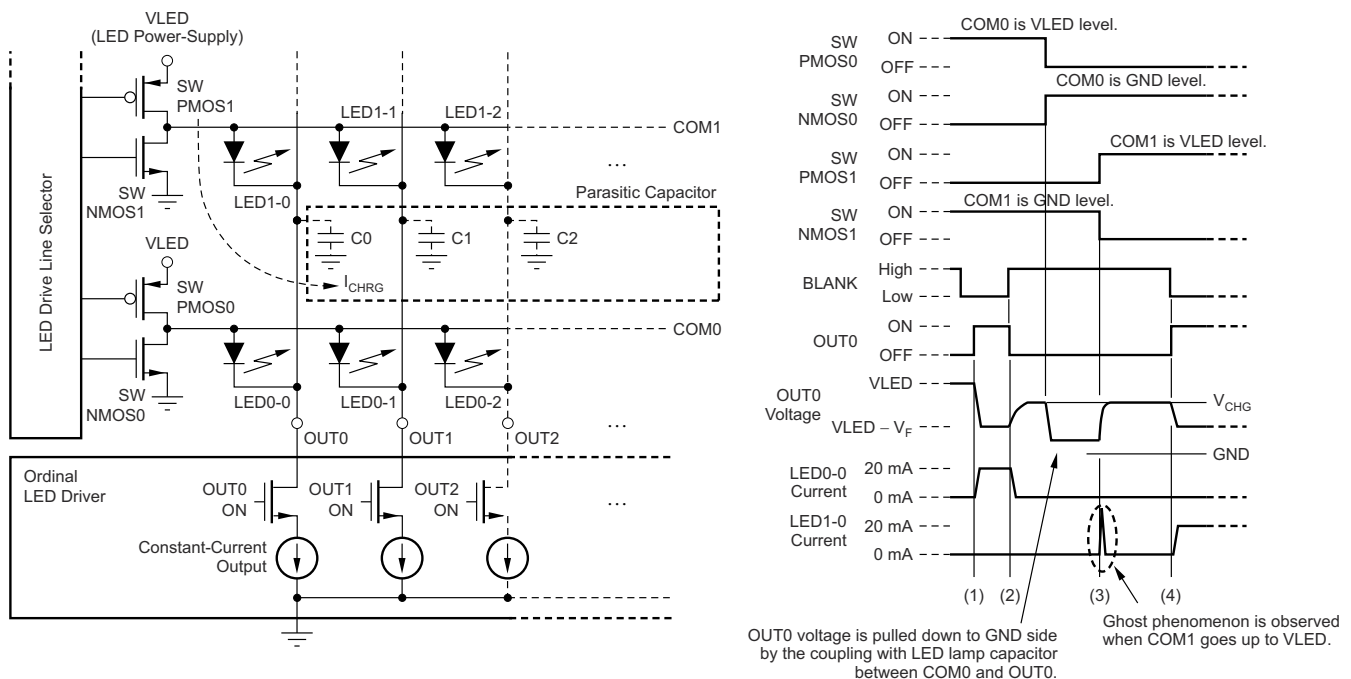 VLED
(LED Power-Supply)
SW
PMOS1
LED1-1
LED1-2
COM1
...
SW
NMOS1
LED1-0
Parasitic Capacitor
C0
C1
C2
VLED
ICHRG
SW
PMOS0
LED Drive Line Selector
COM0
SW
NMOS0
LED0-0
LED0-1
LED0-2
OUT0
OUT1
OUT2
...
Ordinal
LED Driver
OUT0
ON
OUT1
ON
OUT2
ON
...
Constant-Current
Output
COM0 is VLED level.
SW
PMOS0
ON
OFF
COM0 is GND level.
SW
NMOS0
ON
OFF
COM1 is VLED level.
SW
PMOS1
ON
OFF
COM1 is GND level.
SW
NMOS1
ON
OFF
BLANK
High
Low
OUT0
ON
OFF
OUT0
Voltage
VLED
VLED – VF
VCHG
GND
LED0-0
Current
20 mA
0 mA
LED1-0
Current
20 mA
0 mA
(1) (2) (3) (4)
OUT0 voltage is pulled down to GND side
by the coupling with LED lamp capacitor
between COM0 and OUT0.
Ghost phenomenon is observed
when COM1 goes up to VLED.